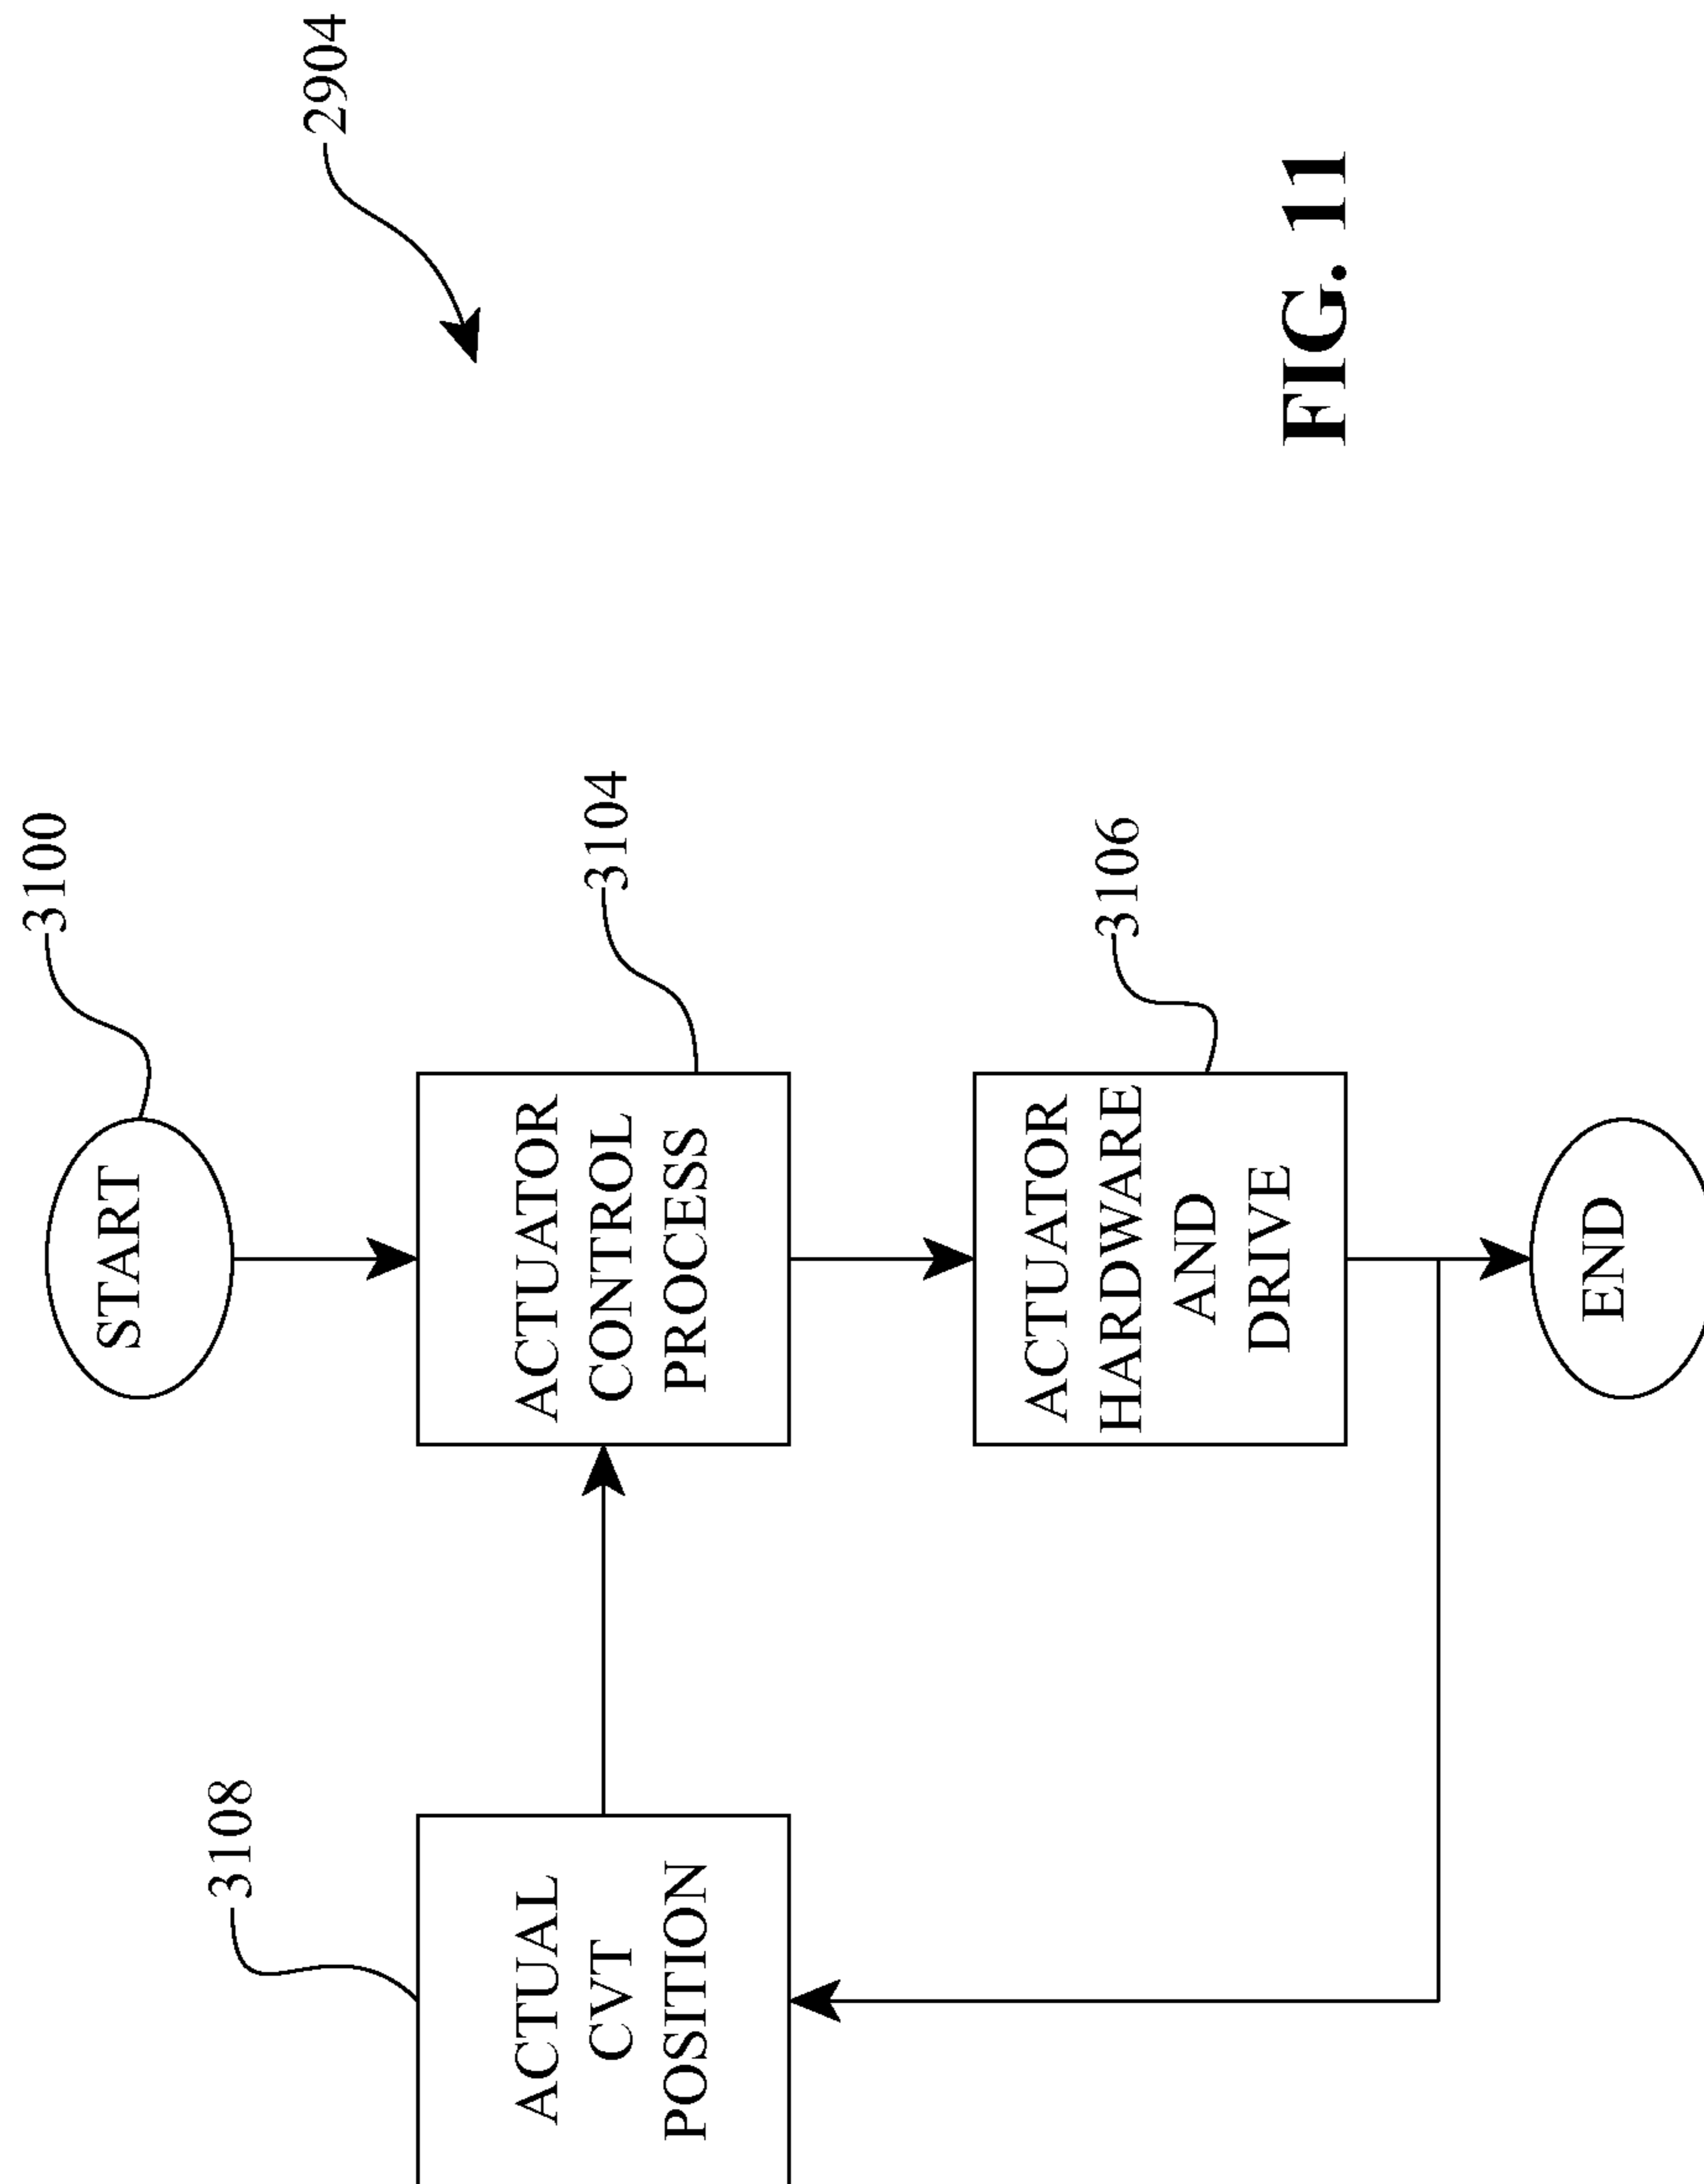 2904
3100
START
3104
ACTUATOR
CONTROL
PROCESS
3108
ACTUAL
CVT
POSITION
3106
ACTUATOR
HARDWARE
AND
DRIVE
END
FIG. 11